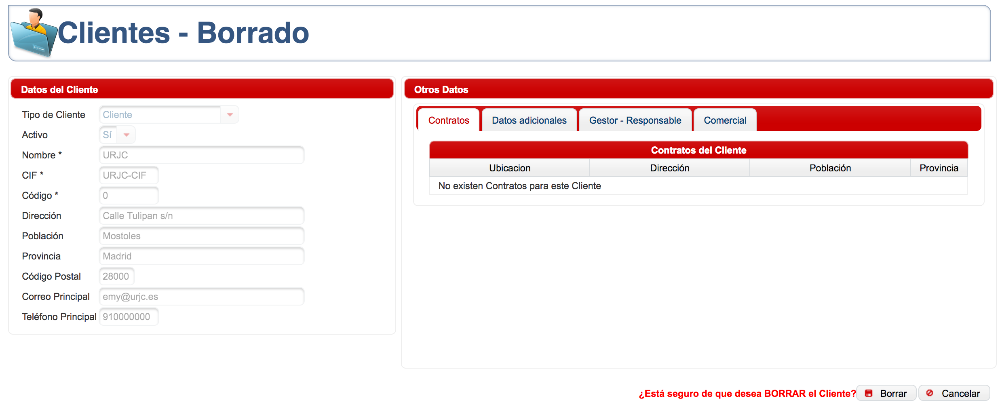 Clientes - Borrado
Datos del Cliente
Tipo de Cliente Cliente
Activo Sí
Nombre * URJC
CIF * URJC-CIF
Código * 0
Dirección Calle Tulipan s/n
Población Mostoles
Provincia Madrid
Código Postal 28000
Correo Principal emy@urjc.es
Teléfono Principal 910000000
Otros Datos
Contratos Datos adicionales Gestor - Responsable Comercial
Contratos del Cliente
Ubicacion Dirección Población Provincia
No existen Contratos para este Cliente
¿Está seguro de que desea BORRAR el Cliente? Borrar Cancelar